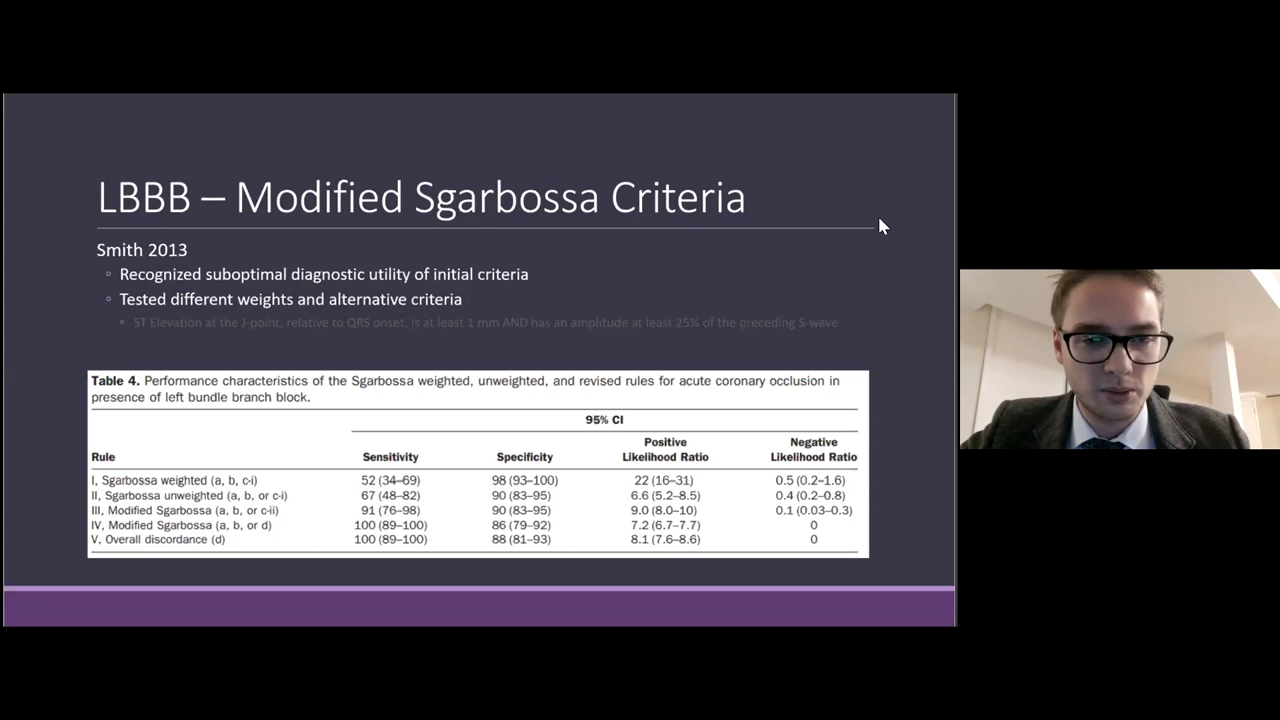 LBBB – Modified Sgarbossa Criteria
Smith 2013
Recognized suboptimal diagnostic utility of initial criteria
Tested different weights and alternative criteria
ST Elevation at the J-point, relative to QRS onset, is at least 1 mm AND has an amplitude at least 25% of the preceding S-wave
Table 4. Performance characteristics of the Sgarbossa weighted, unweighted, and revised rules for acute coronary occlusion in
presence of left bundle branch block.
95% CI
Rule Sensitivity Specificity Positive Likelihood Ratio Negative Likelihood Ratio
I, Sgarbossa weighted (a, b, c-i) 52 (34–69) 98 (93–100) 22 (16–31) 0.5 (0.2–1.6)
II, Sgarbossa unweighted (a, b, or c-i) 67 (48–82) 90 (83–95) 6.6 (5.2–8.5) 0.4 (0.2–0.8)
III, Modified Sgarbossa (a, b, or c-ii) 91 (76–98) 90 (83–95) 9.0 (8.0–10) 0.1 (0.03–0.3)
IV, Modified Sgarbossa (a, b, or d) 100 (89–100) 86 (79–92) 7.2 (6.7–7.7) 0
V, Overall discordance (d) 100 (89–100) 88 (81–93) 8.1 (7.6–8.6) 0